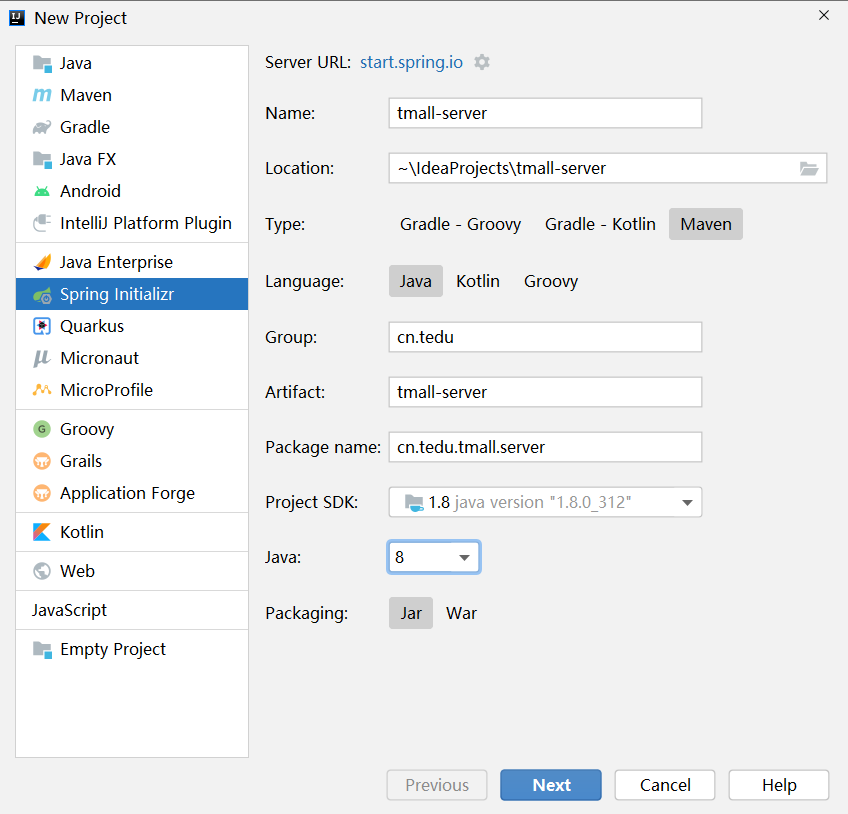 New Project
Java
Maven
Gradle
Java FX
Android
IntelliJ Platform Plugin
Java Enterprise
Spring Initializr
Quarkus
Micronaut
MicroProfile
Groovy
Grails
Application Forge
Kotlin
Web
JavaScript
Empty Project
Server URL: start.spring.io
Name: tmall-server
Location: ~\IdeaProjects\tmall-server
Type: Gradle - Groovy Gradle - Kotlin Maven
Language: Java Kotlin Groovy
Group: cn.tedu
Artifact: tmall-server
Package name: cn.tedu.tmall.server
Project SDK: 1.8 java version "1.8.0_312"
Java: 8
Packaging: Jar War
Previous Next Cancel Help